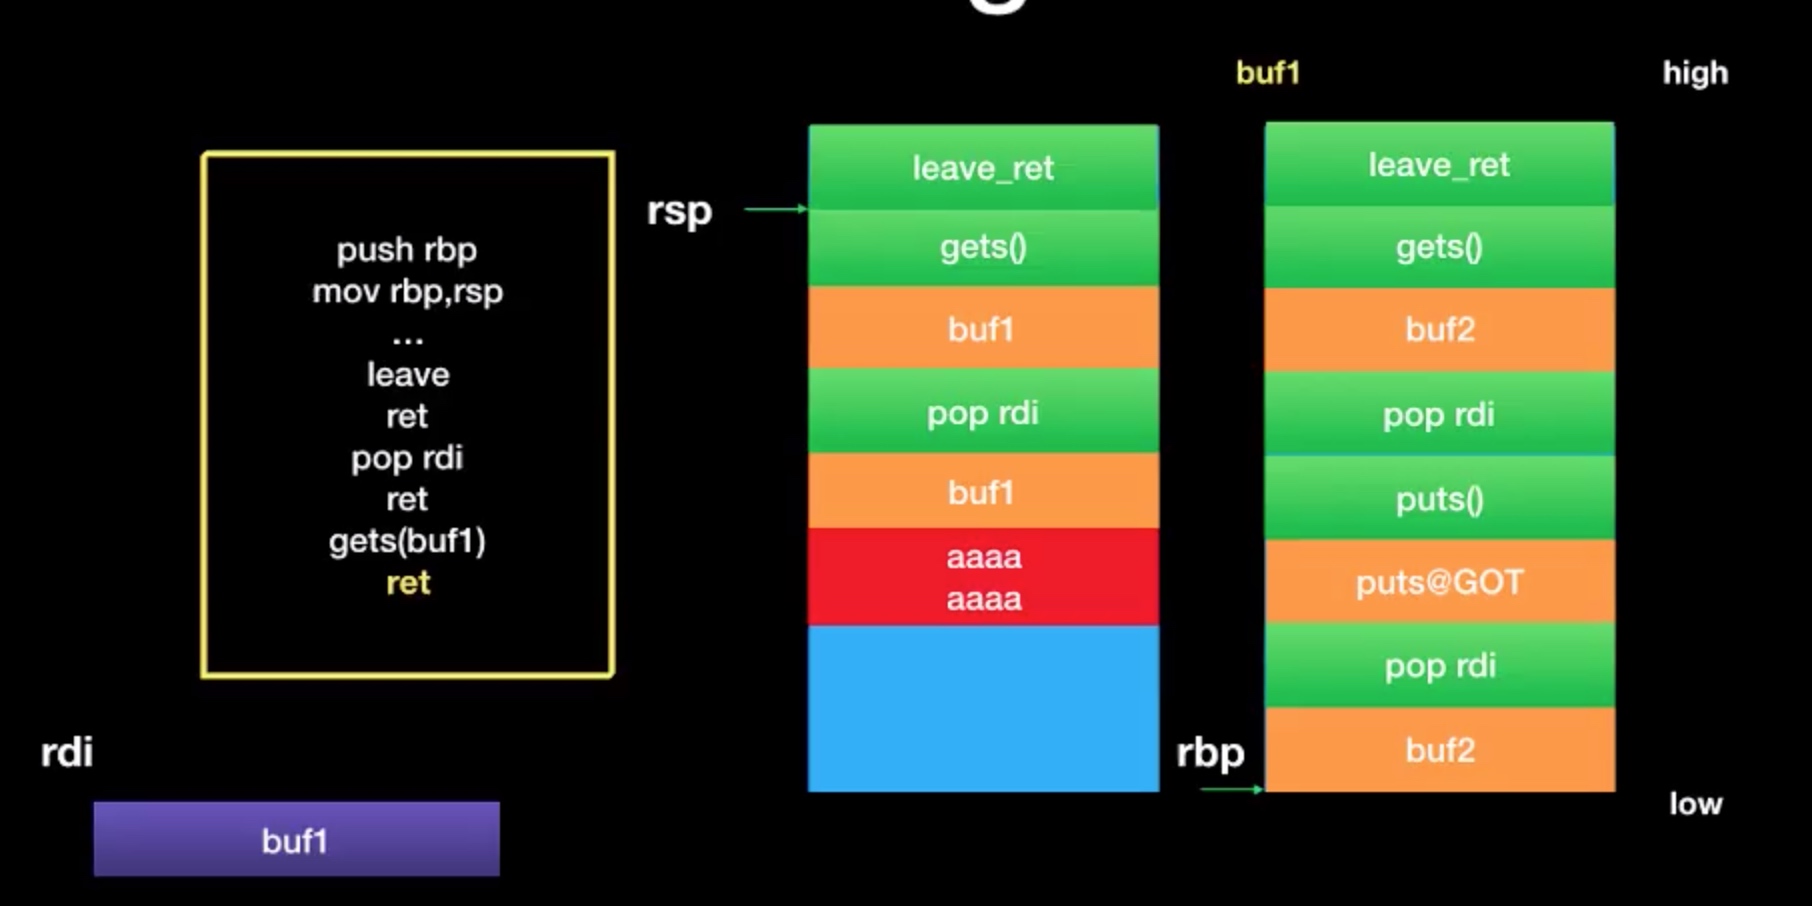 buf1
high
push rbp
mov rbp,rsp
...
leave
ret
pop rdi
ret
gets(buf1)
ret
rdi
buf1
rsp
leave_ret
gets()
buf1
pop rdi
buf1
aaaa
aaaa
rbp
leave_ret
gets()
buf2
pop rdi
puts()
puts@GOT
pop rdi
buf2
low